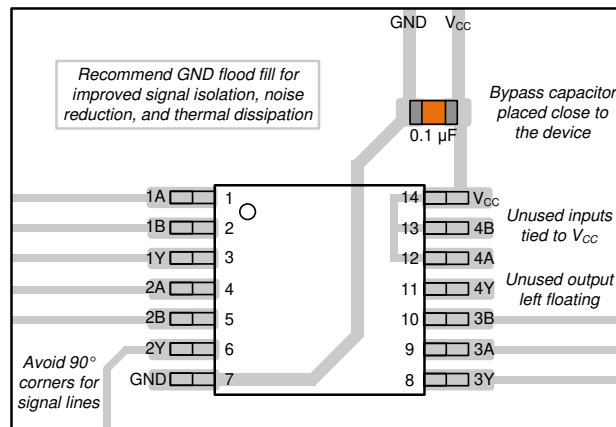 GND V_CC
Recommend GND flood fill for
improved signal isolation, noise
reduction, and thermal dissipation
Bypass capacitor
placed close to
the device
0.1 µF
1A 1 14 V_CC
1B 2 13 4B
1Y 3 12 4A
2A 4 11 4Y
2B 5 10 3B
2Y 6 9 3A
GND 7 8 3Y
Unused inputs
tied to V_CC
Unused output
left floating
Avoid 90°
corners for
signal lines